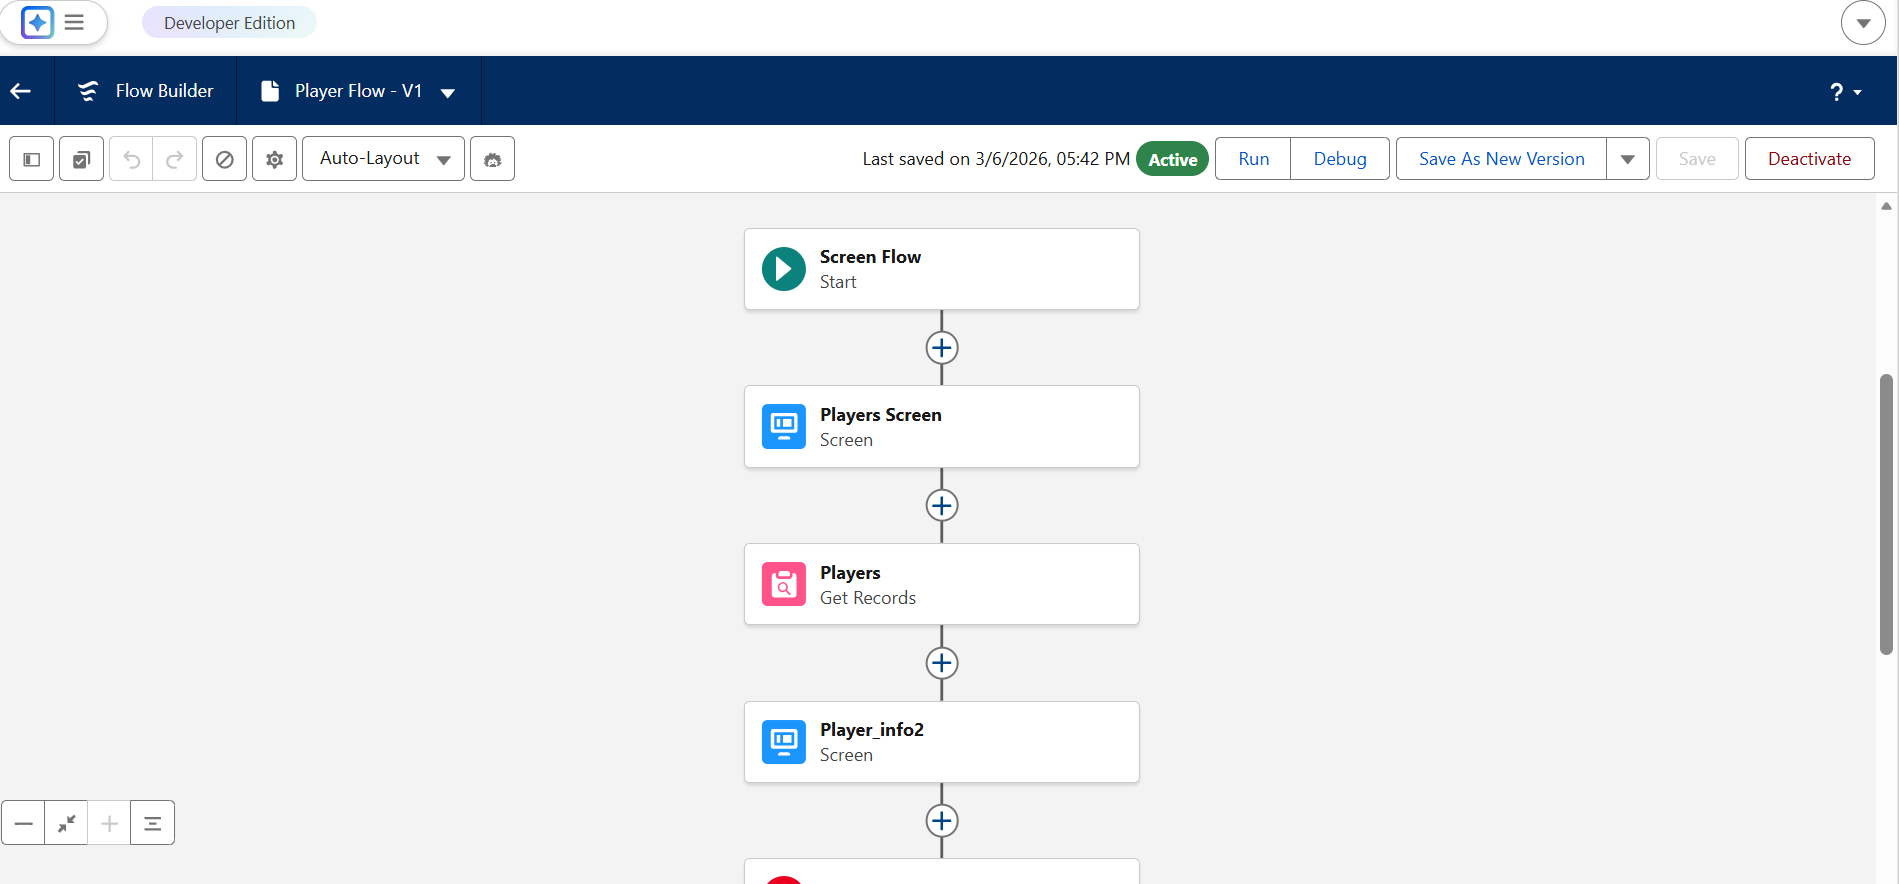 Developer Edition
Flow Builder
Player Flow - V1
?
Auto-Layout
Last saved on 3/6/2026, 05:42 PM
Active
Run
Debug
Save As New Version
Save
Deactivate
Screen Flow
Start
Players Screen
Screen
Players
Get Records
Player_info2
Screen